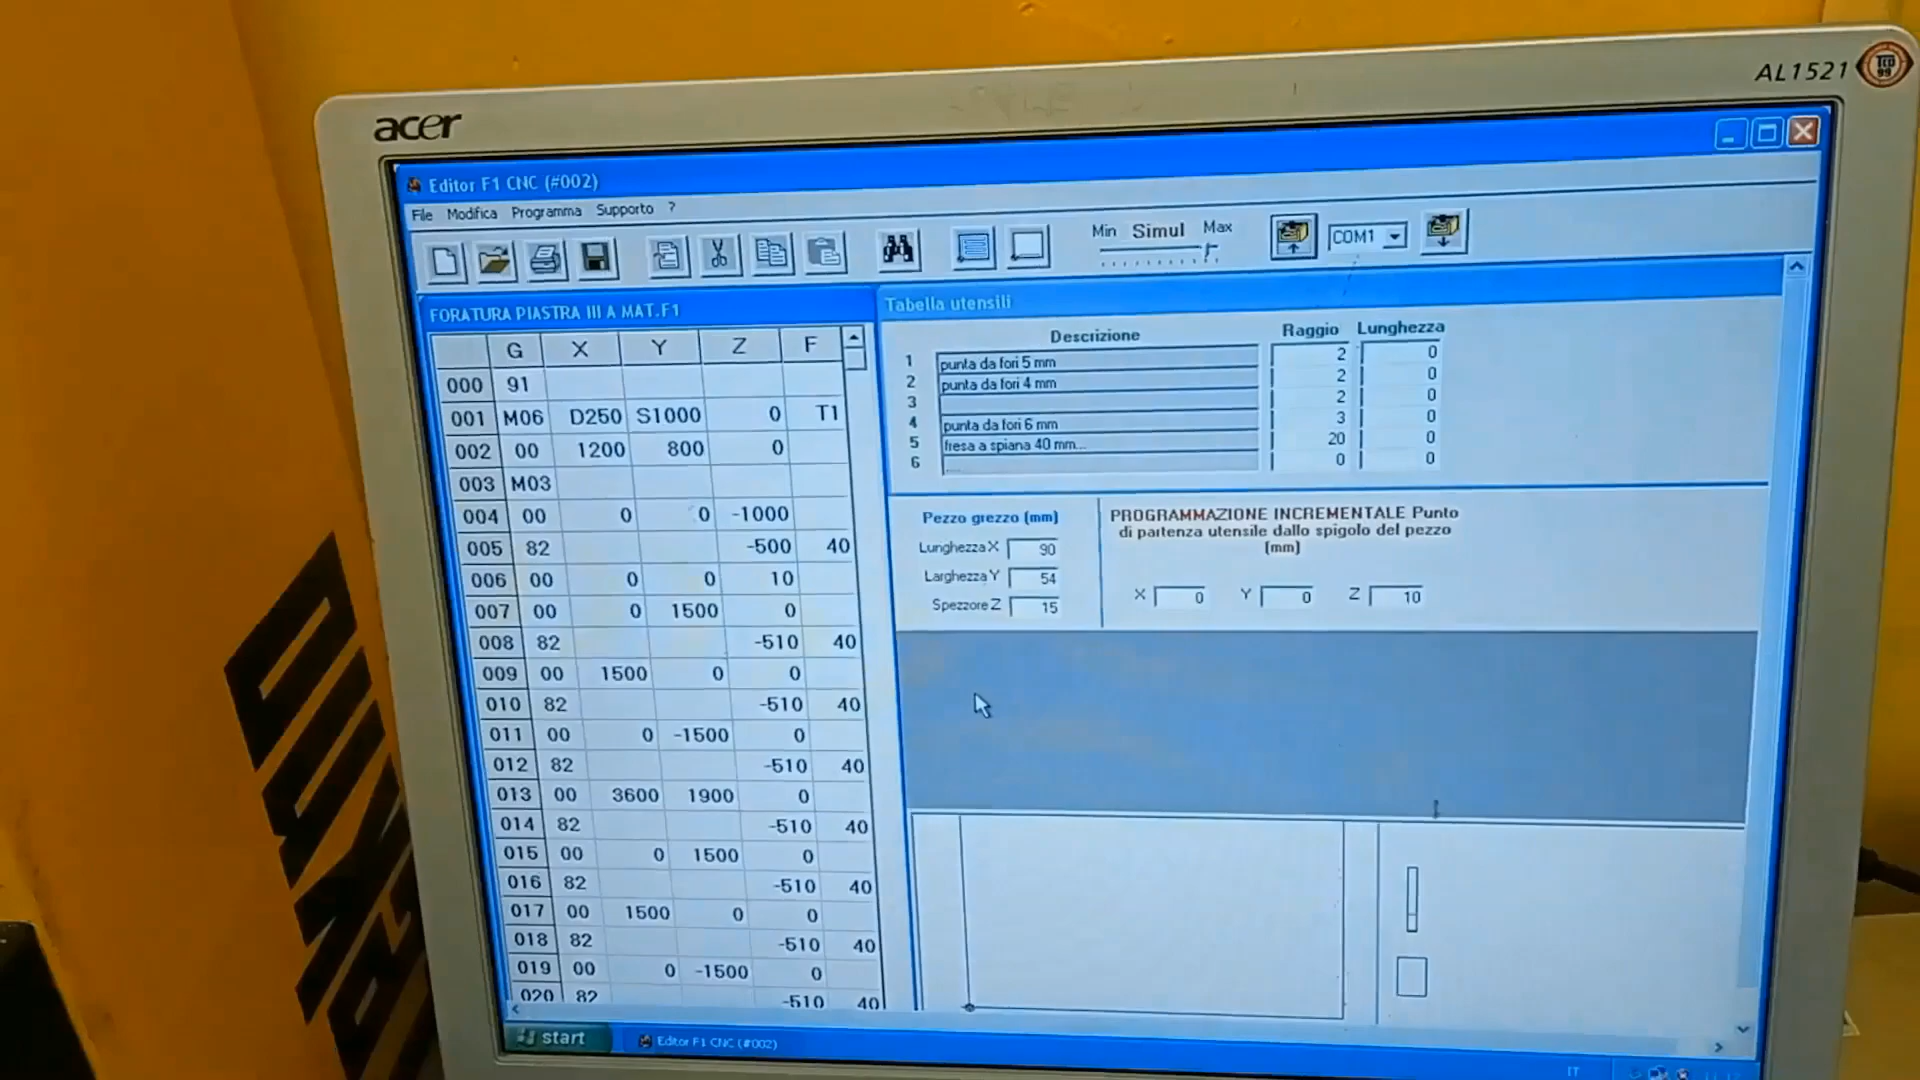 acer
AL1521
TCO
99
Editor F1 CNC (#002)
File Modifica Programma Supporto ?
Min Simul Max
COM1
FORATURA PIASTRA III A MAT.F1
G X Y Z F
000 91
001 M06 D250 S1000 0 T1
002 00 1200 800 0
003 M03
004 00 0 0 -1000
005 82 -500 40
006 00 0 0 10
007 00 0 1500 0
008 82 -510 40
009 00 1500 0 0
010 82 -510 40
011 00 0 -1500 0
012 82 -510 40
013 00 3600 1900 0
014 82 -510 40
015 00 0 1500 0
016 82 -510 40
017 00 1500 0 0
018 82 -510 40
019 00 0 -1500 0
020 82 -510 40
Tabella utensili
Descrizione Raggio Lunghezza
1 punta da fori 5 mm 2 0
2 punta da fori 4 mm 2 0
3 2 0
4 punta da fori 6 mm 3 0
5 fresa a spiana 40 mm... 20 0
6 .... 0 0
Pezzo grezzo (mm)
Lunghezza X 90
Larghezza Y 54
Spezzore Z 15
PROGRAMMAZIONE INCREMENTALE Punto
di partenza utensile dallo spigolo del pezzo
(mm)
X 0 Y 0 Z 10
start
Editor F1 CNC (#002)
IT